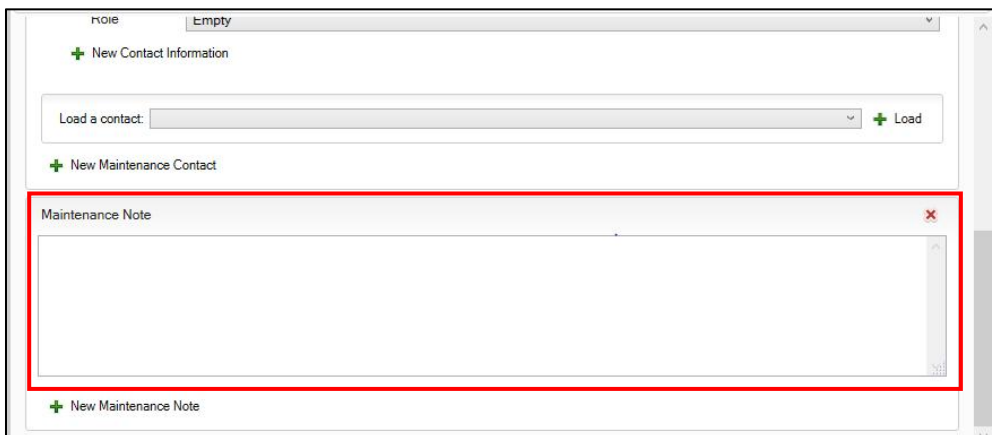 Role Empty
New Contact Information
Load a contact: Load
New Maintenance Contact
Maintenance Note
New Maintenance Note